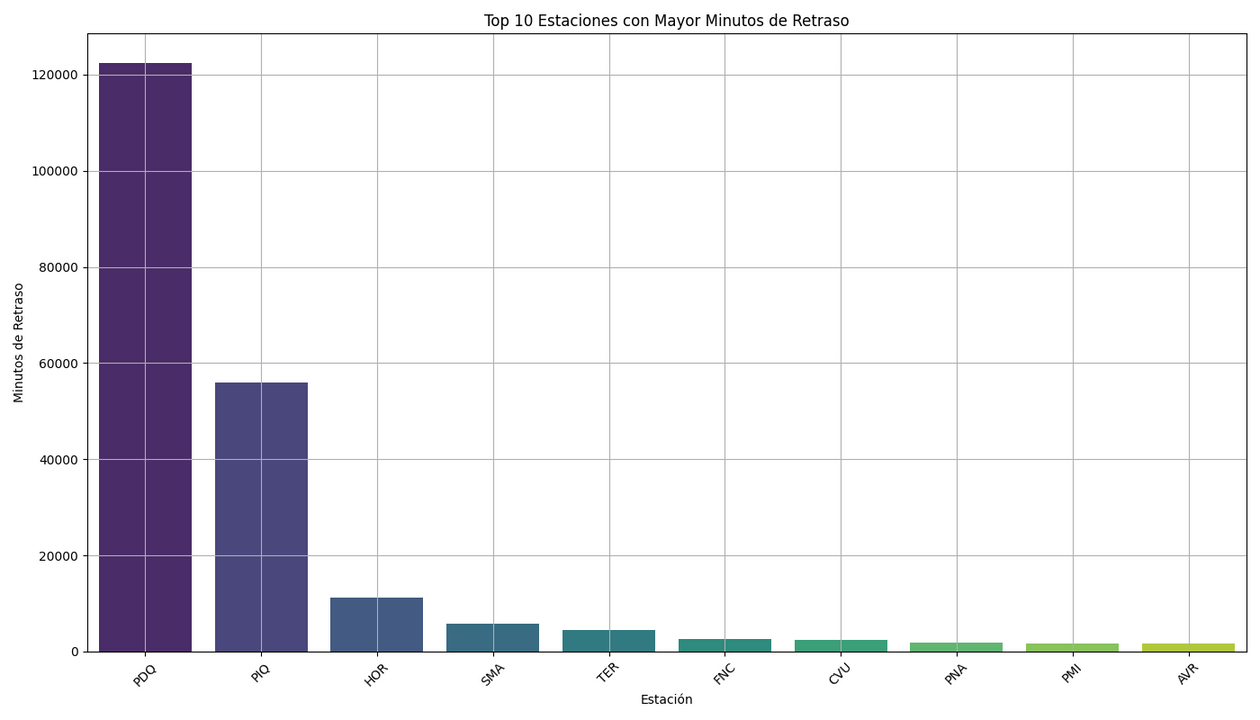 Top 10 Estaciones con Mayor Minutos de Retraso
120000
100000
80000
60000
40000
20000
0
Minutos de Retraso
PDQ
PIQ
HOR
SMA
TER
FNC
CVU
PNA
PMI
AVR
Estación